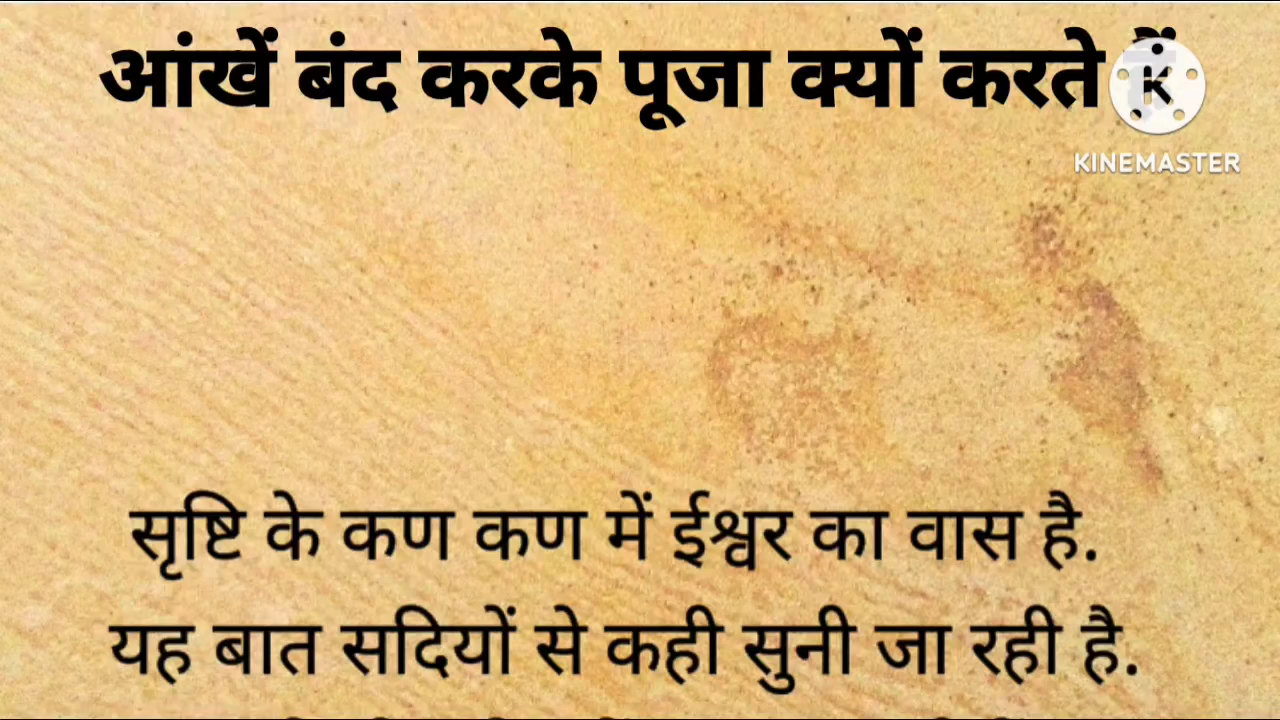 आंखें बंद करके पूजा क्यों करते
KINEMASTER
सृष्टि के कण कण में ईश्वर का वास है.
यह बात सदियों से कही सुनी जा रही है.